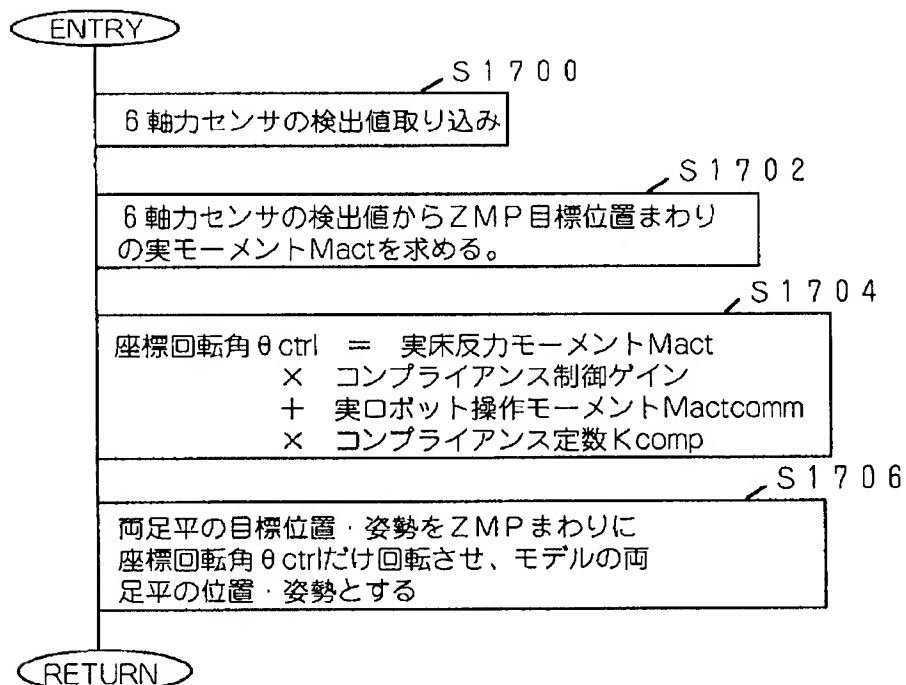 ENTRY
S1700
6軸力センサの検出値取り込み
S1702
6軸力センサの検出値からZMP目標位置まわり
の実モーメントMactを求める。
S1704
座標回転角θctrl = 実床反力モーメントMact
× コンプライアンス制御ゲイン
+ 実ロボット操作モーメントMactcomm
× コンプライアンス定数Kcomp
S1706
両足平の目標位置・姿勢をZMPまわりに
座標回転角θctrlだけ回転させ、モデルの両
足平の位置・姿勢とする
RETURN